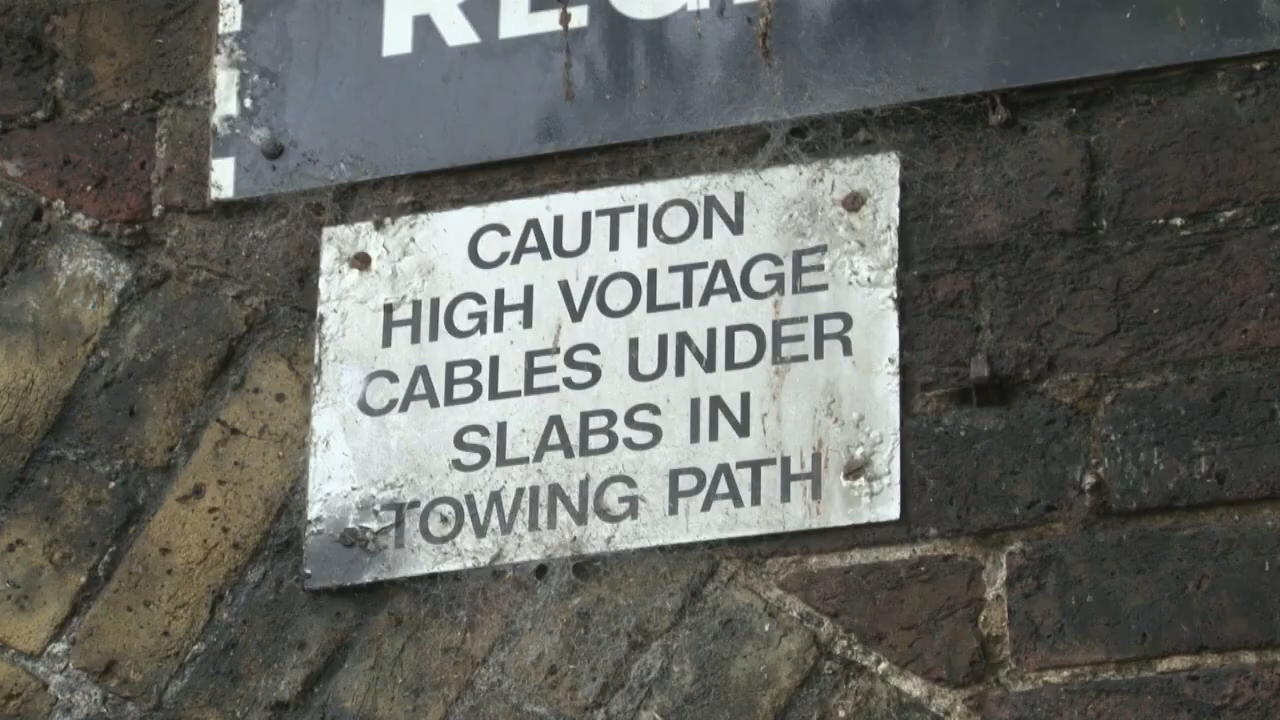 CAUTION
HIGH VOLTAGE
CABLES UNDER
SLABS IN
TOWING PATH